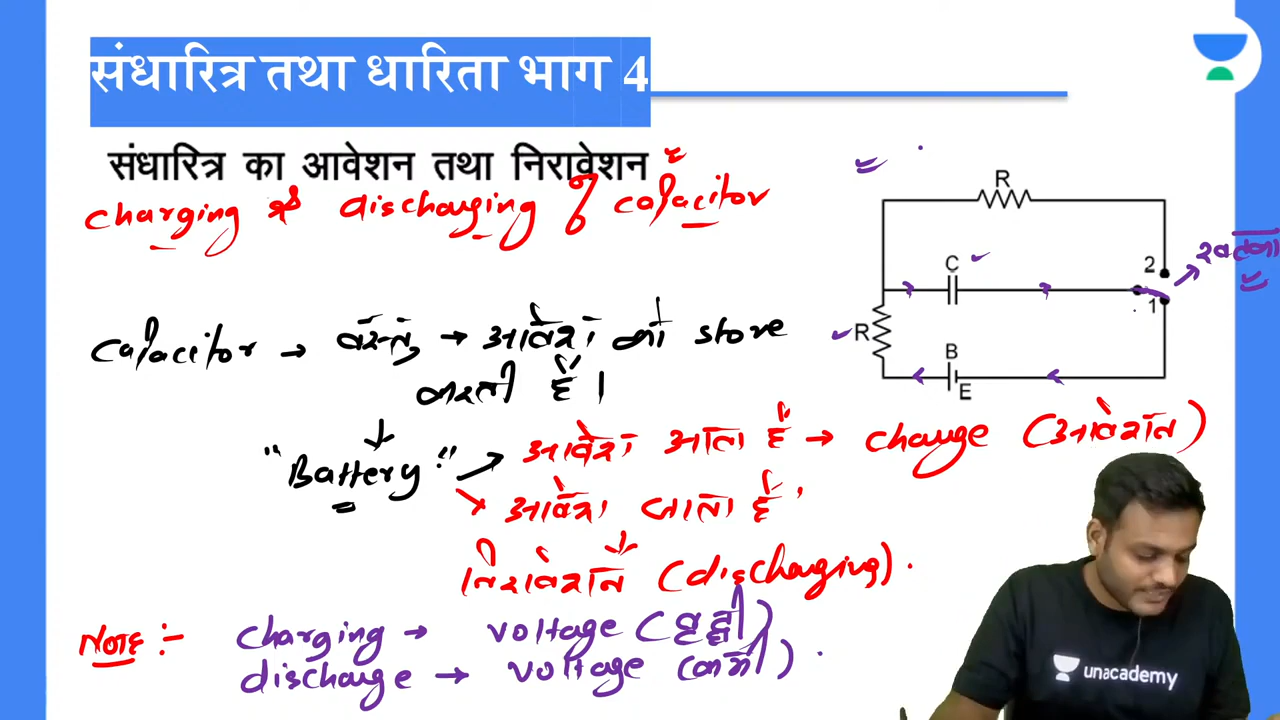 संधारित्र तथा धारिता भाग 4
संधारित्र का आवेशन तथा निरावेशन
charging & discharging of capacitor
capacitor → वस्तु → आवेश को store
करती है।
"Battery" → आवेश आता है → charge (आवेशन)
आवेश जाता है
निरावेशन (discharging).
Note :- charging → voltage (वृद्धि)
discharge → voltage (कमी).
R
C
2
1
R
B
E
unacademy